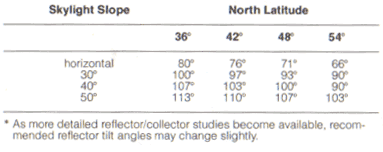 Skylight Slope North Latitude
36° 42° 48° 54°
horizontal 80° 76° 71° 66°
30° 100° 97° 93° 90°
40° 107° 103° 100° 90°
50° 113° 110° 107° 103°
* As more detailed reflector/collector studies become available, recom-
mended reflector tilt angles may change slightly.